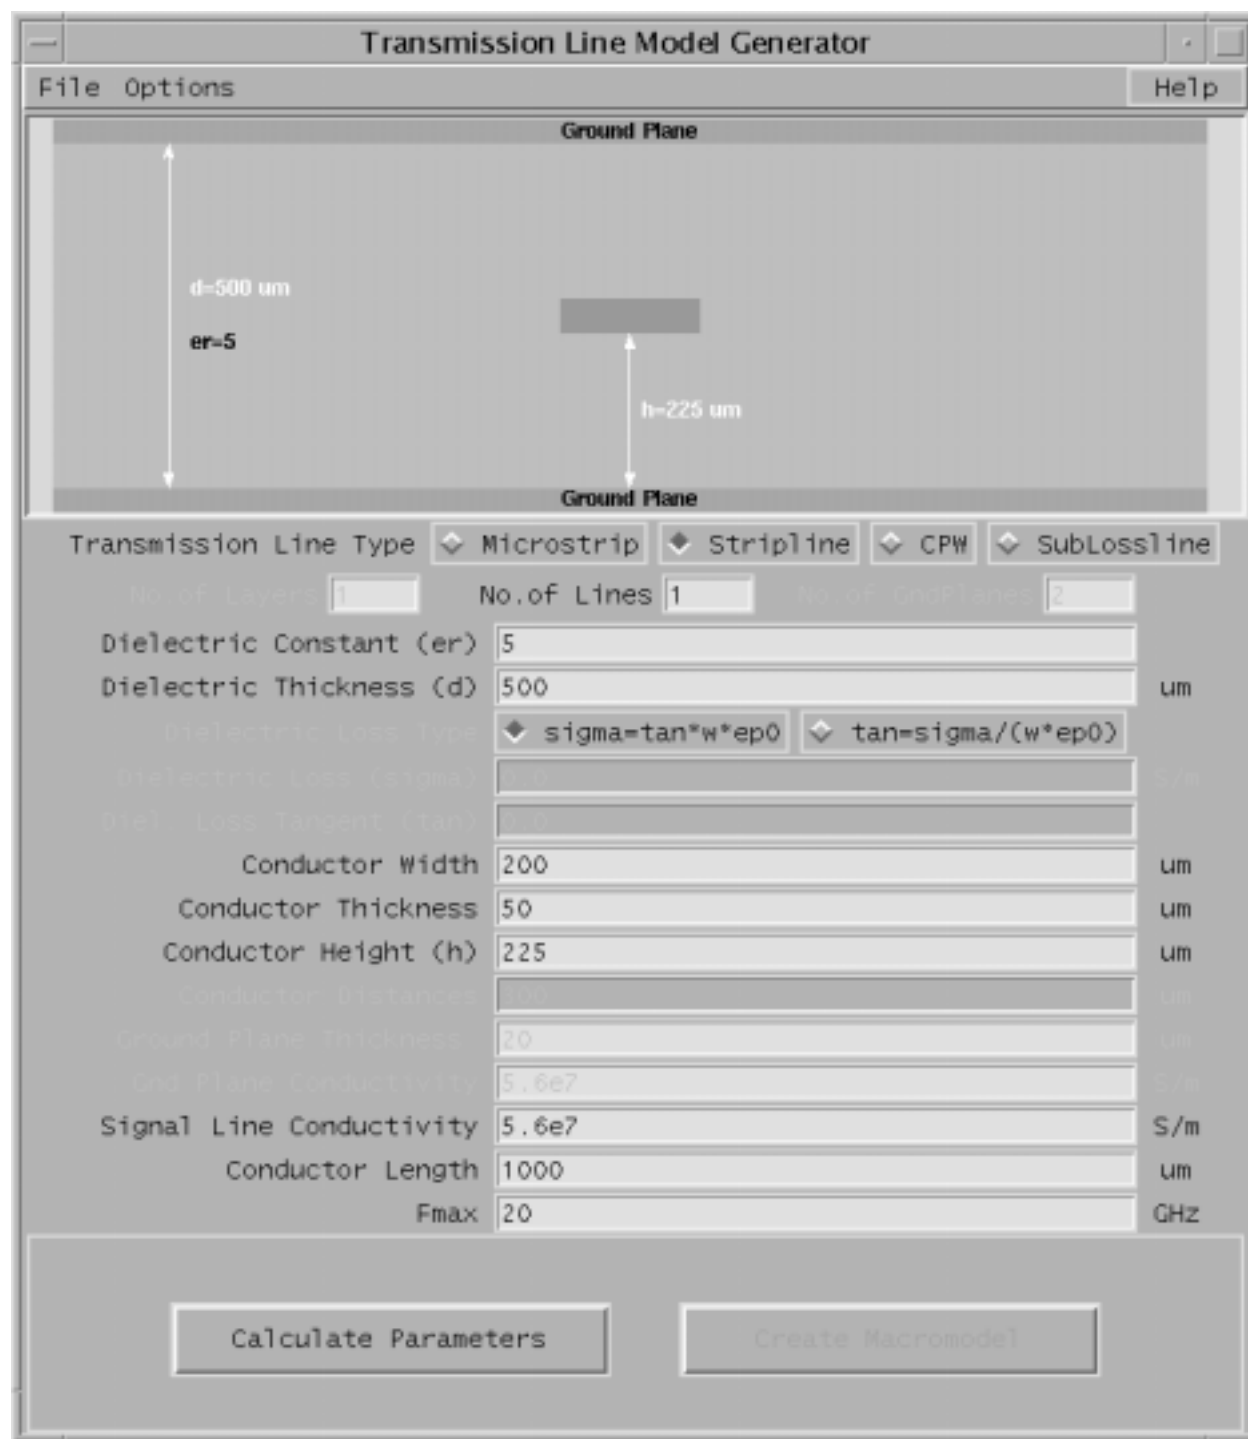 Transmission Line Model Generator
File Options Help
Ground Plane
d=500 um
er=5
h=225 um
Ground Plane
Transmission Line Type Microstrip Stripline CPW SubLossline
No.of Layers 1 No.of Lines 1 No.of GndPlanes 2
Dielectric Constant (er) 5
Dielectric Thickness (d) 500 um
Dielectric Loss Type sigma=tan*w*ep0 tan=sigma/(w*ep0)
Dielectric Loss (sigma) 0.0 S/m
Diel Loss Tangent (tan) 0.0
Conductor Width 200 um
Conductor Thickness 50 um
Conductor Height (h) 225 um
Conductor Distances um
Ground Plane Thickness 20 um
Gnd Plane Conductivity 5.6e7 S/m
Signal Line Conductivity 5.6e7 S/m
Conductor Length 1000 um
Fmax 20 GHz
Calculate Parameters Create Macromodel